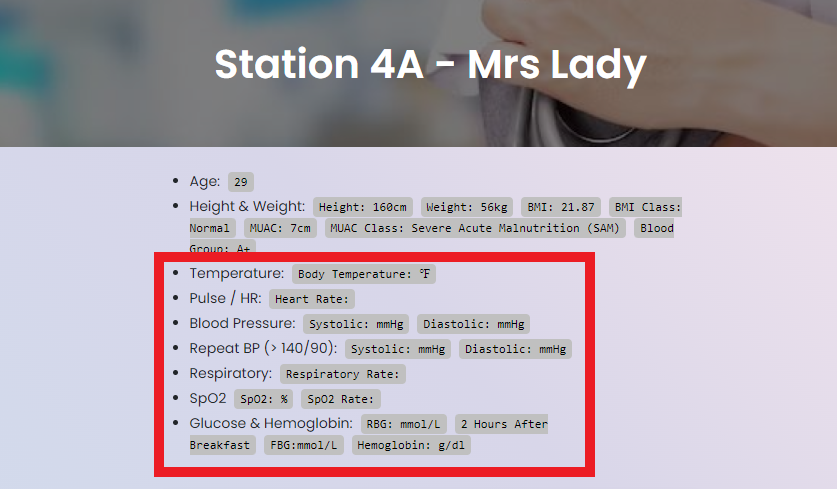 Station 4A - Mrs Lady
Age: 29
Height & Weight: Height: 160cm Weight: 56kg BMI: 21.87 BMI Class:
Normal MUAC: 7cm MUAC Class: Severe Acute Malnutrition (SAM) Blood
Group: A+
Temperature: Body Temperature: ℉
Pulse / HR: Heart Rate:
Blood Pressure: Systolic: mmHg Diastolic: mmHg
Repeat BP (> 140/90): Systolic: mmHg Diastolic: mmHg
Respiratory: Respiratory Rate:
SpO2 SpO2: % SpO2 Rate:
Glucose & Hemoglobin: RBG: mmol/L 2 Hours After
Breakfast FBG:mmol/L Hemoglobin: g/dl